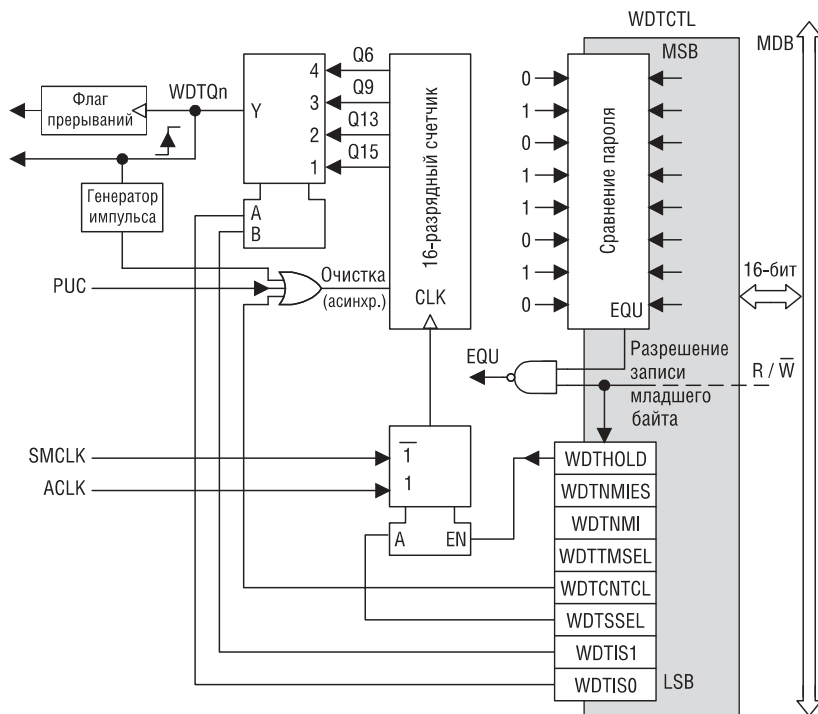 WDTCTL
MDB
MSB
Флаг
прерываний
WDTQn
Y
4
3
2
1
Q6
Q9
Q13
Q15
16-разрядный счетчик
CLK
A
B
Генератор
импульса
PUC
Очистка
(асинхр.)
0
1
0
1
1
0
1
0
Сравнение пароля
EQU
16-бит
EQU
Разрешение
записи
младшего
байта
R / W̅
SMCLK
ACLK
1̅
1
A
EN
WDTHOLD
WDTNMIES
WDTNMI
WDTTMSEL
WDTCNTCL
WDTSSEL
WDTIS1
WDTIS0
LSB